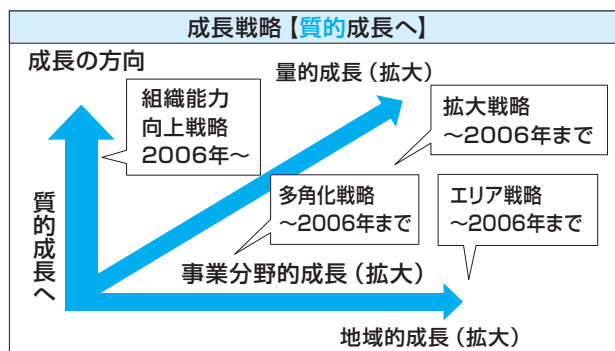 成長戦略【質的成長へ】
成長の方向
量的成長（拡大）
組織能力
向上戦略
2006年～
拡大戦略
～2006年まで
多角化戦略
～2006年まで
エリア戦略
～2006年まで
質的成長へ
事業分野的成長（拡大）
地域的成長（拡大）